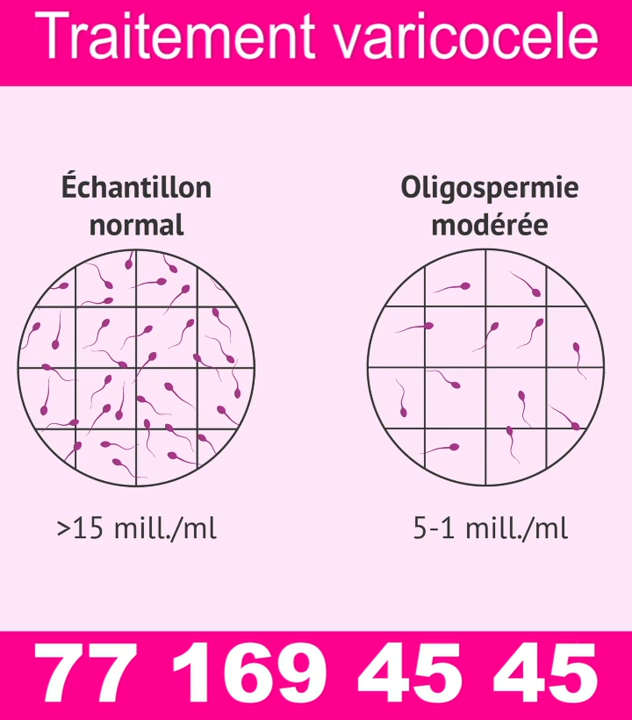 Traitement varicocele
Échantillon
normal
Oligospermie
modérée
>15 mill./ml
5-1 mill./ml
77 169 45 45